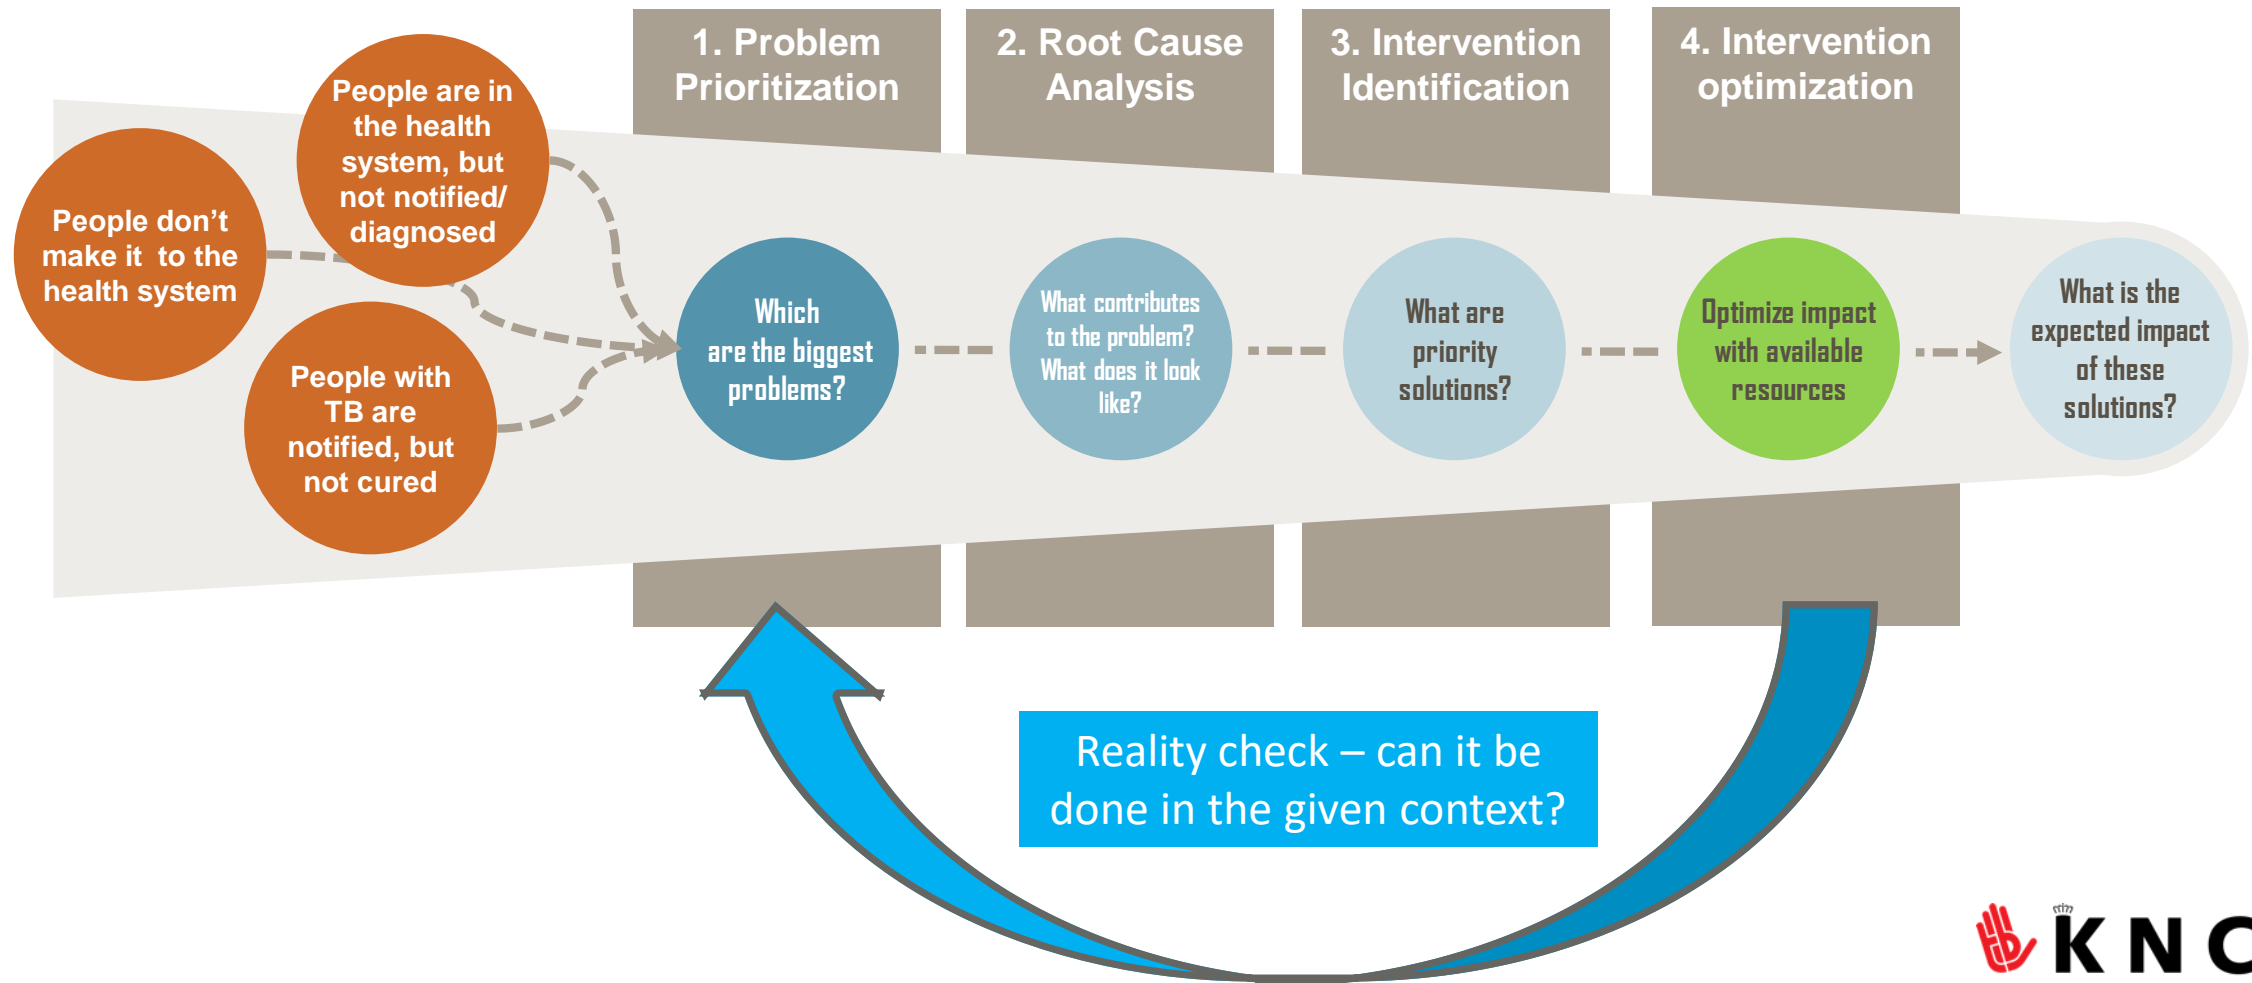 1. Problem
Prioritization
2. Root Cause
Analysis
3. Intervention
Identification
4. Intervention
optimization
People are in
the health
system, but
not notified/
diagnosed
People don’t
make it  to the
health system
People with
TB are
notified, but
not cured
Which
are the biggest
problems?
What contributes
to the problem?
What does it look
like?
What are
priority
solutions?
Optimize impact
with available
resources
What is the
expected impact
of these
solutions?
Reality check – can it be
done in the given context?
KNC